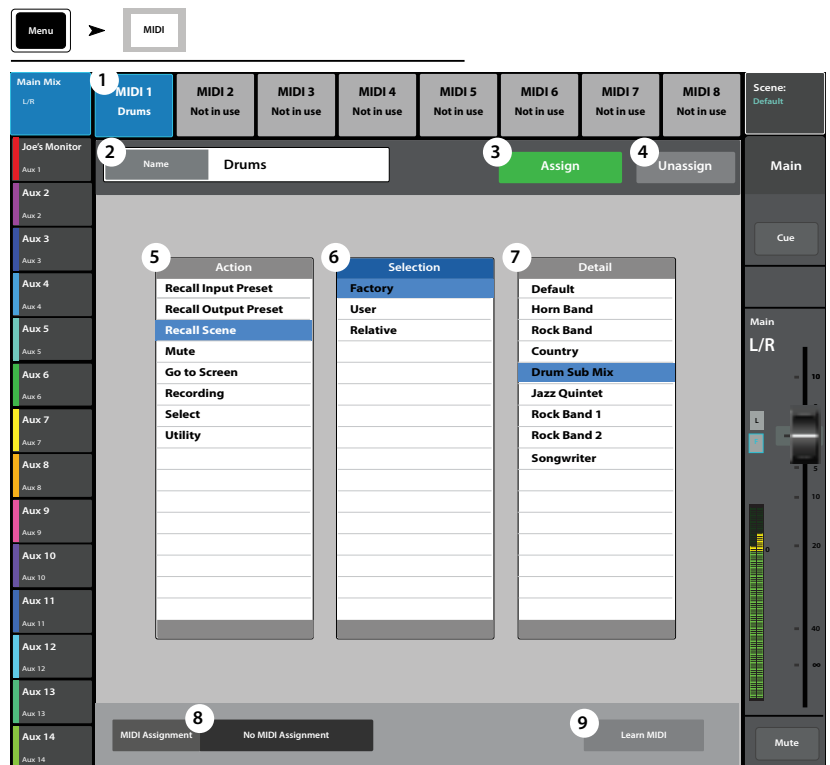 Menu
MIDI
Main Mix
L/R
1
MIDI 1
Drums
MIDI 2
Not in use
MIDI 3
Not in use
MIDI 4
Not in use
MIDI 5
Not in use
MIDI 6
Not in use
MIDI 7
Not in use
MIDI 8
Not in use
Scene:
Default
Joe's Monitor
Aux 1
Aux 2
Aux 2
Aux 3
Aux 3
Aux 4
Aux 4
Aux 5
Aux 5
Aux 6
Aux 6
Aux 7
Aux 7
Aux 8
Aux 8
Aux 9
Aux 9
Aux 10
Aux 10
Aux 11
Aux 11
Aux 12
Aux 12
Aux 13
Aux 13
Aux 14
Aux 14
2
Name
Drums
3
Assign
4
Unassign
5
Action
Recall Input Preset
Recall Output Preset
Recall Scene
Mute
Go to Screen
Recording
Select
Utility
6
Selection
Factory
User
Relative
7
Detail
Default
Horn Band
Rock Band
Country
Drum Sub Mix
Jazz Quintet
Rock Band 1
Rock Band 2
Songwriter
8
MIDI Assignment
No MIDI Assignment
9
Learn MIDI
Main
Cue
Main
L/R
10
L
5
10
0
20
40
∞
Mute